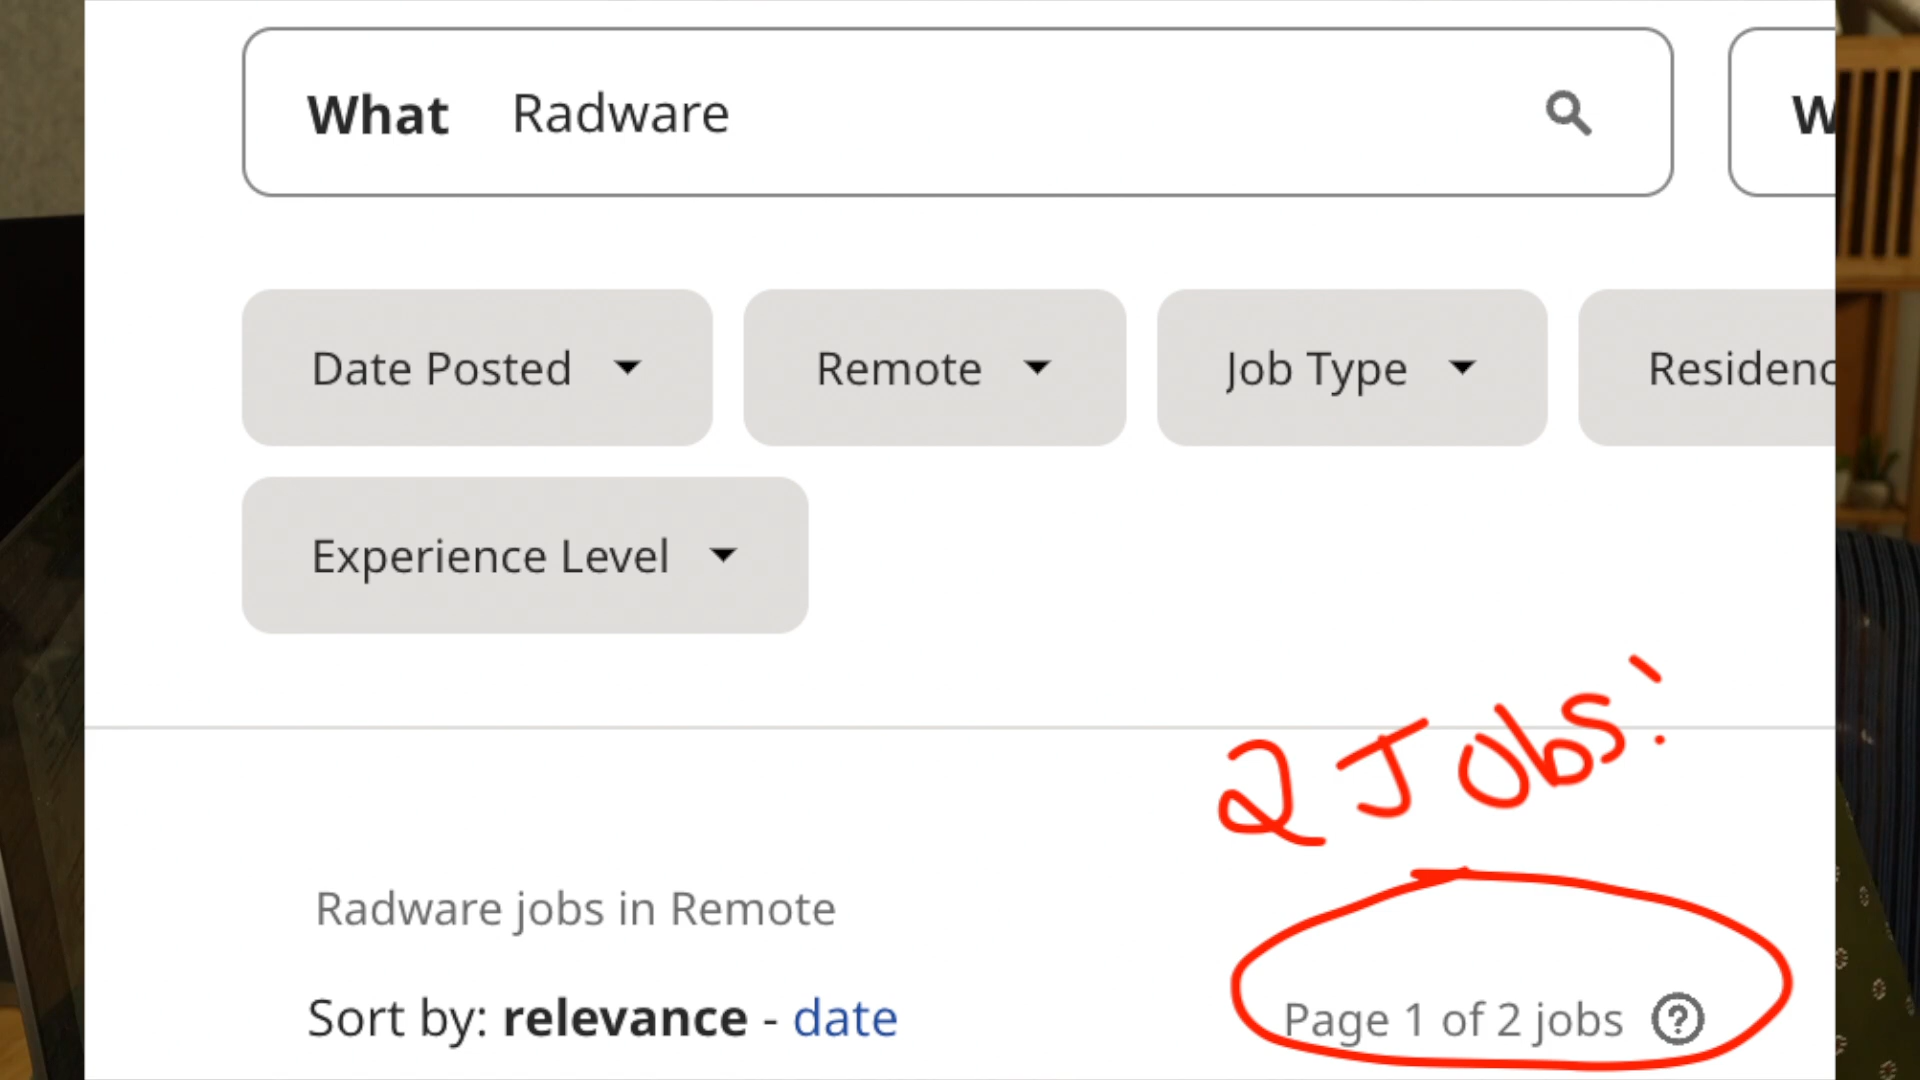 What Radware
W
Date Posted
Remote
Job Type
Residenc
Experience Level
2 Jobs!
Radware jobs in Remote
Sort by: relevance - date
Page 1 of 2 jobs ?